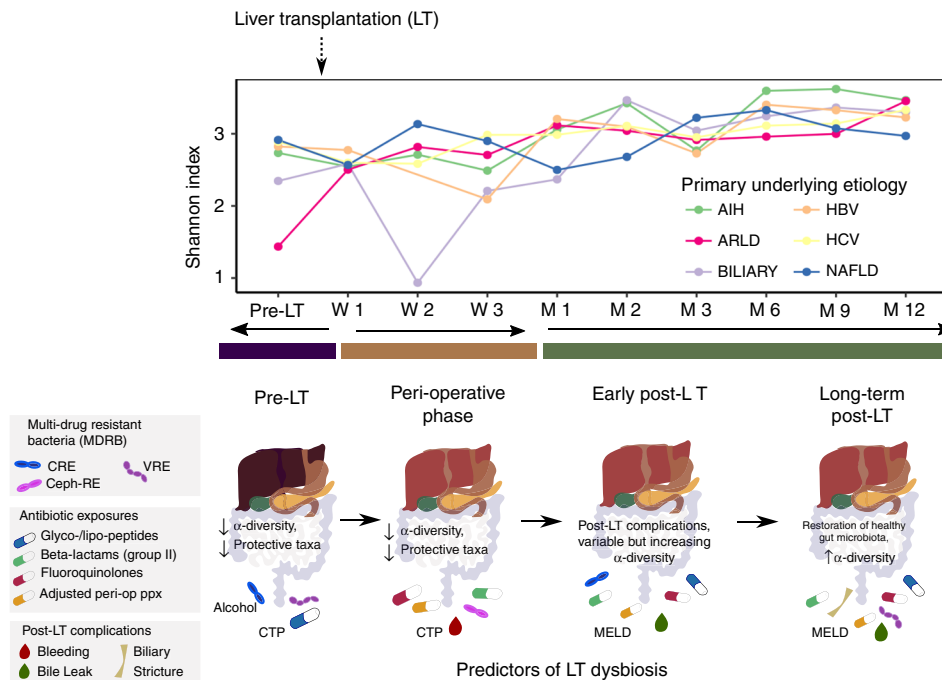 Liver transplantation (LT)
Shannon index
3
2
1
Primary underlying etiology
AIH
HBV
ARLD
HCV
BILIARY
NAFLD
Pre-LT W 1 W 2 W 3 M 1 M 2 M 3 M 6 M 9 M 12
Pre-LT
Peri-operative
phase
Early post-L T
Long-term
post-LT
Multi-drug resistant
bacteria (MDRB)
CRE
VRE
Ceph-RE
Antibiotic exposures
Glyco-/lipo-peptides
Beta-lactams (group II)
Fluoroquinolones
Adjusted peri-op ppx
Post-LT complications
Bleeding
Biliary
Bile Leak
Stricture
↓ α-diversity,
↓ Protective taxa
Alcohol
CTP
↓ α-diversity,
↓ Protective taxa
CTP
Post-LT complications,
variable but increasing
α-diversity
MELD
Restoration of healthy
gut microbiota,
↑ α-diversity
MELD
Predictors of LT dysbiosis